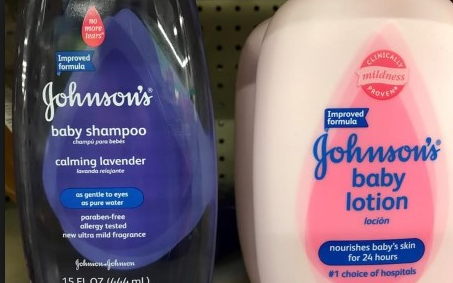 no
more
tears®
Improved
formula
Johnson's®
baby shampoo
champú para bebés
calming lavender
lavanda relajante
as gentle to eyes
as pure water
paraben-free
allergy tested
new ultra mild fragrance
Johnson & Johnson
15 FL OZ (444 mL)
CLINICALLY
mildness
PROVEN
Improved
formula
Johnson's®
baby
lotion
loción
nourishes baby's skin
for 24 hours
#1 choice of hospitals